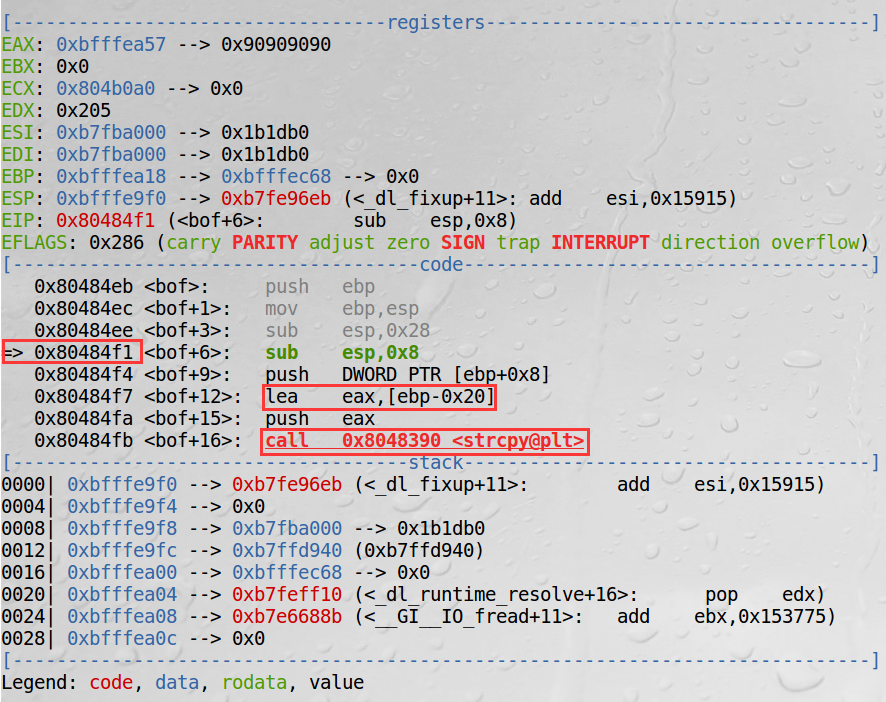 [----------------------------------registers-----------------------------------]
EAX: 0xbfffea57 --> 0x90909090
EBX: 0x0
ECX: 0x804b0a0 --> 0x0
EDX: 0x205
ESI: 0xb7fba000 --> 0x1b1db0
EDI: 0xb7fba000 --> 0x1b1db0
EBP: 0xbfffea18 --> 0xbfffec68 --> 0x0
ESP: 0xbfffe9f0 --> 0xb7fe96eb (<_dl_fixup+11>: add    esi,0x15915)
EIP: 0x80484f1 (<bof+6>:	sub    esp,0x8)
EFLAGS: 0x286 (carry PARITY adjust zero SIGN trap INTERRUPT direction overflow)
[-------------------------------------code-------------------------------------]
   0x80484eb <bof>:	push   ebp
   0x80484ec <bof+1>:	mov    ebp,esp
   0x80484ee <bof+3>:	sub    esp,0x28
=> 0x80484f1 <bof+6>:	sub    esp,0x8
   0x80484f4 <bof+9>:	push   DWORD PTR [ebp+0x8]
   0x80484f7 <bof+12>:	lea    eax,[ebp-0x20]
   0x80484fa <bof+15>:	push   eax
   0x80484fb <bof+16>:	call   0x8048390 <strcpy@plt>
[------------------------------------stack-------------------------------------]
0000| 0xbfffe9f0 --> 0xb7fe96eb (<_dl_fixup+11>:	add    esi,0x15915)
0004| 0xbfffe9f4 --> 0x0
0008| 0xbfffe9f8 --> 0xb7fba000 --> 0x1b1db0
0012| 0xbfffe9fc --> 0xb7ffd940 (0xb7ffd940)
0016| 0xbfffea00 --> 0xbfffec68 --> 0x0
0020| 0xbfffea04 --> 0xb7feff10 (<_dl_runtime_resolve+16>:	pop    edx)
0024| 0xbfffea08 --> 0xb7e6688b (<__GI__IO_fread+11>:	add    ebx,0x153775)
0028| 0xbfffea0c --> 0x0
[------------------------------------------------------------------------------]
Legend: code, data, rodata, value